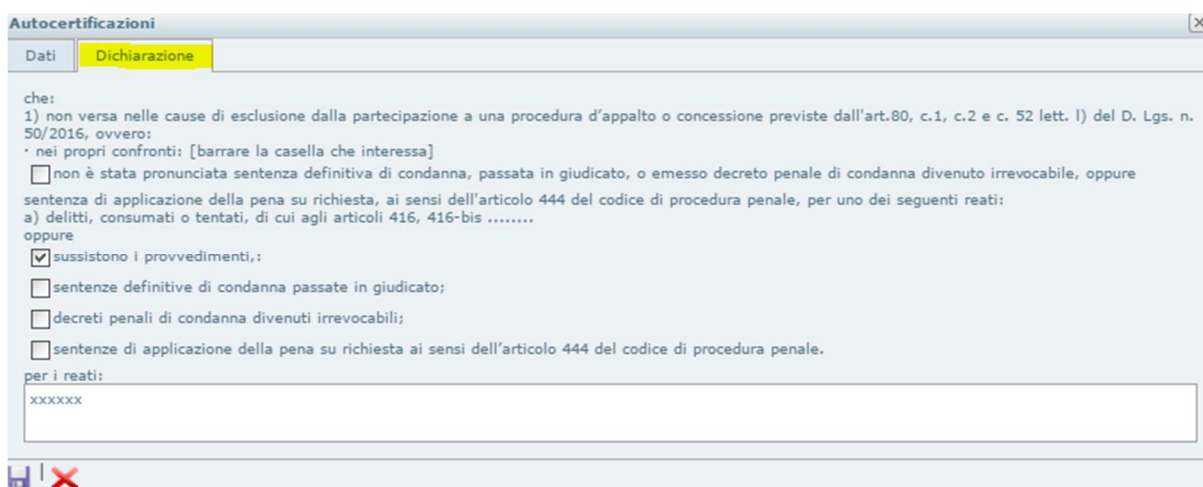 Autocertificazioni
Dati
Dichiarazione
che:
1) non versa nelle cause di esclusione dalla partecipazione a una procedura d'appalto o concessione previste dall'art.80, c.1, c.2 e c. 52 lett. l) del D. Lgs. n.
50/2016, ovvero:
· nei propri confronti: [barrare la casella che interessa]
non è stata pronunciata sentenza definitiva di condanna, passata in giudicato, o emesso decreto penale di condanna divenuto irrevocabile, oppure
sentenza di applicazione della pena su richiesta, ai sensi dell'articolo 444 del codice di procedura penale, per uno dei seguenti reati:
a) delitti, consumati o tentati, di cui agli articoli 416, 416-bis ........
oppure
sussistono i provvedimenti,:
sentenze definitive di condanna passate in giudicato;
decreti penali di condanna divenuti irrevocabili;
sentenze di applicazione della pena su richiesta ai sensi dell'articolo 444 del codice di procedura penale.
per i reati:
xxxxxx